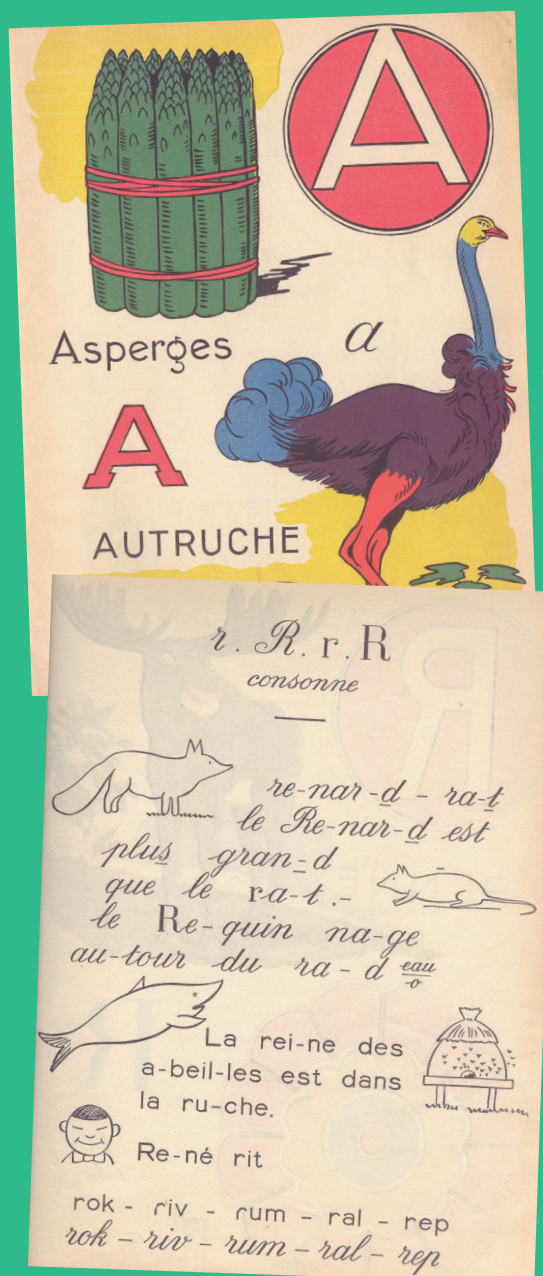 A
Asperges
a
A
AUTRUCHE
r. R. r. R
consonne
re-nar-d - ra-t
le Re-nar-d est
plus gran-d
que le ra-t.-
le Re-quin na-ge
au-tour du ra-d eau
o
La rei-ne des
a-beil-les est dans
la ru-che.
Re-né rit
rok - riv - rum - ral - rep
rok - riv - rum - ral - rep